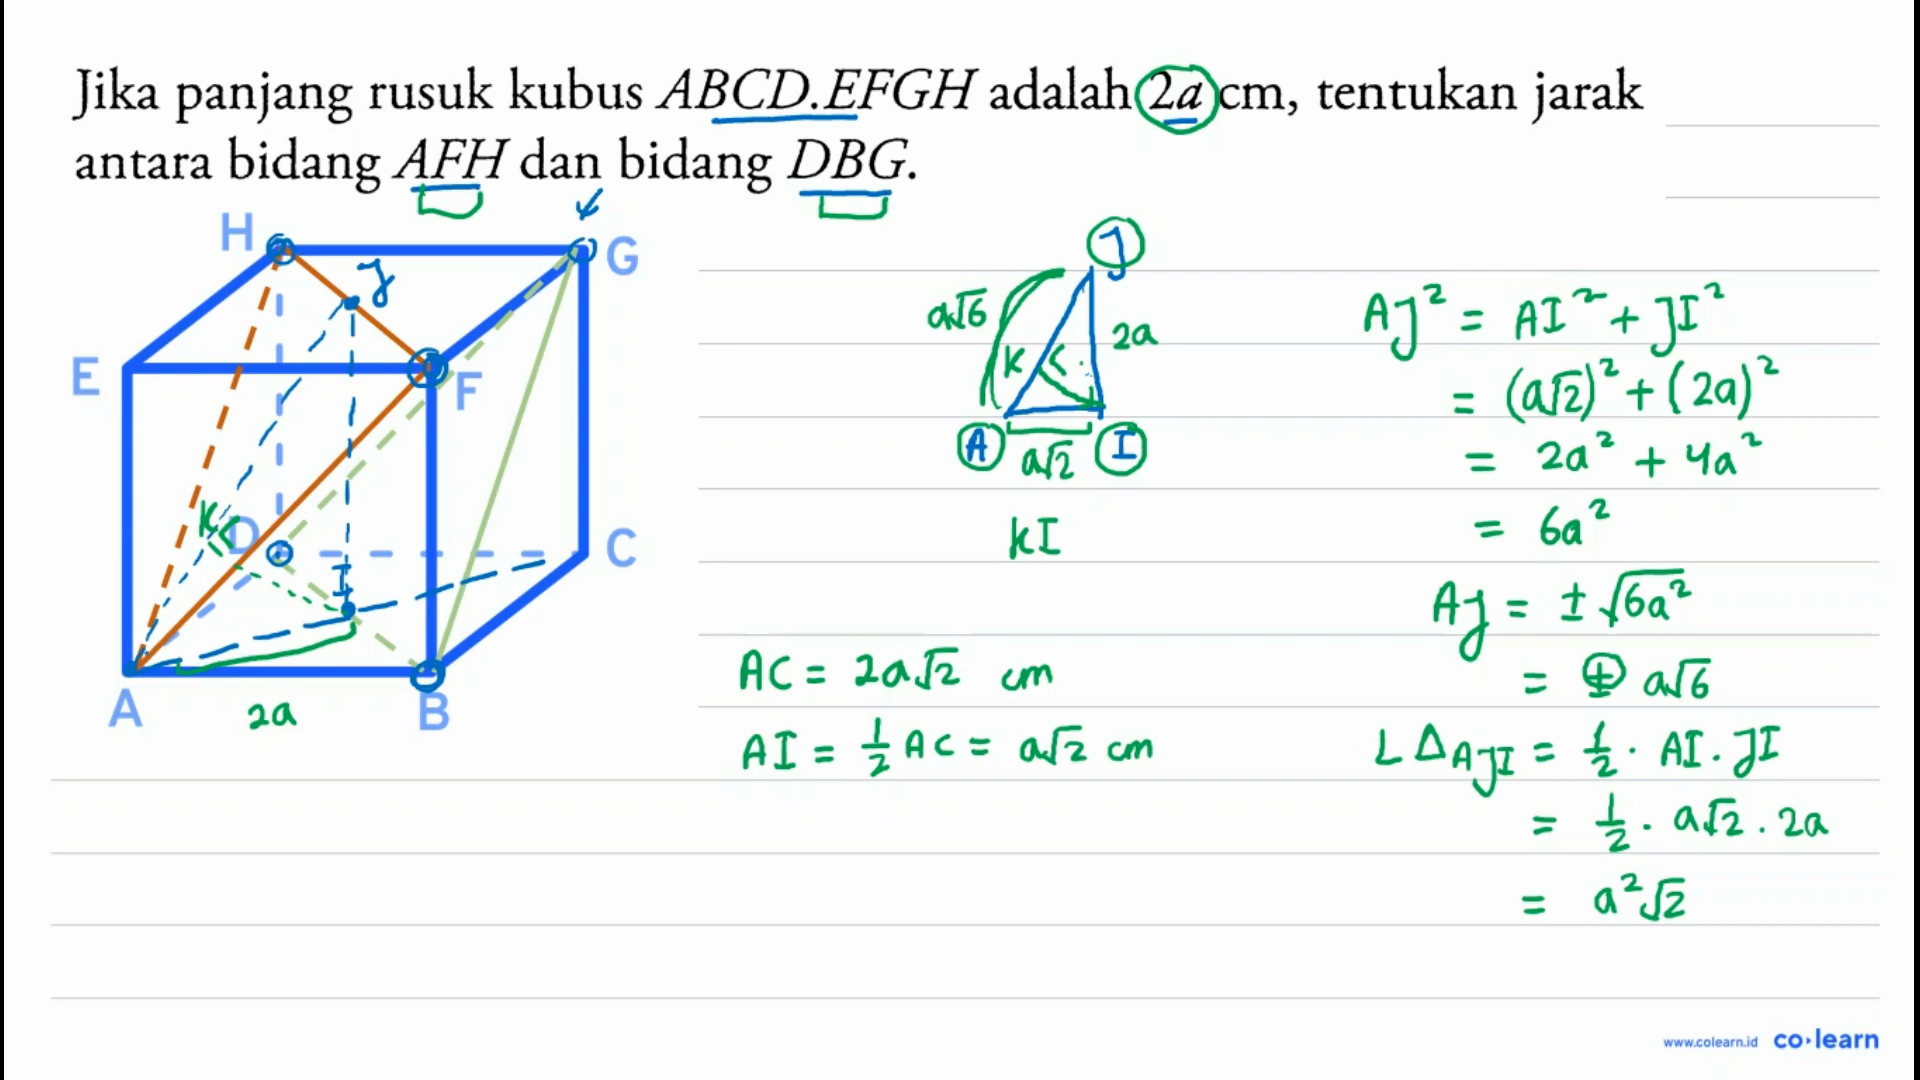 Jika panjang rusuk kubus ABCD.EFGH adalah 2a cm, tentukan jarak
antara bidang AFH dan bidang DBG.
H
G
J
E
F
K
D
I
C
A
B
2a
J
a√6
2a
K
A
a√2
I
kI
AC = 2a√2 cm
AI = 1/2 AC = a√2 cm
AJ² = AI² + JI²
= (a√2)² + (2a)²
= 2a² + 4a²
= 6a²
AJ = ± √6a²
= ± a√6
L Δ AJI = 1/2 . AI . JI
= 1/2 . a√2 . 2a
= a²√2
www.colearn.id co·learn